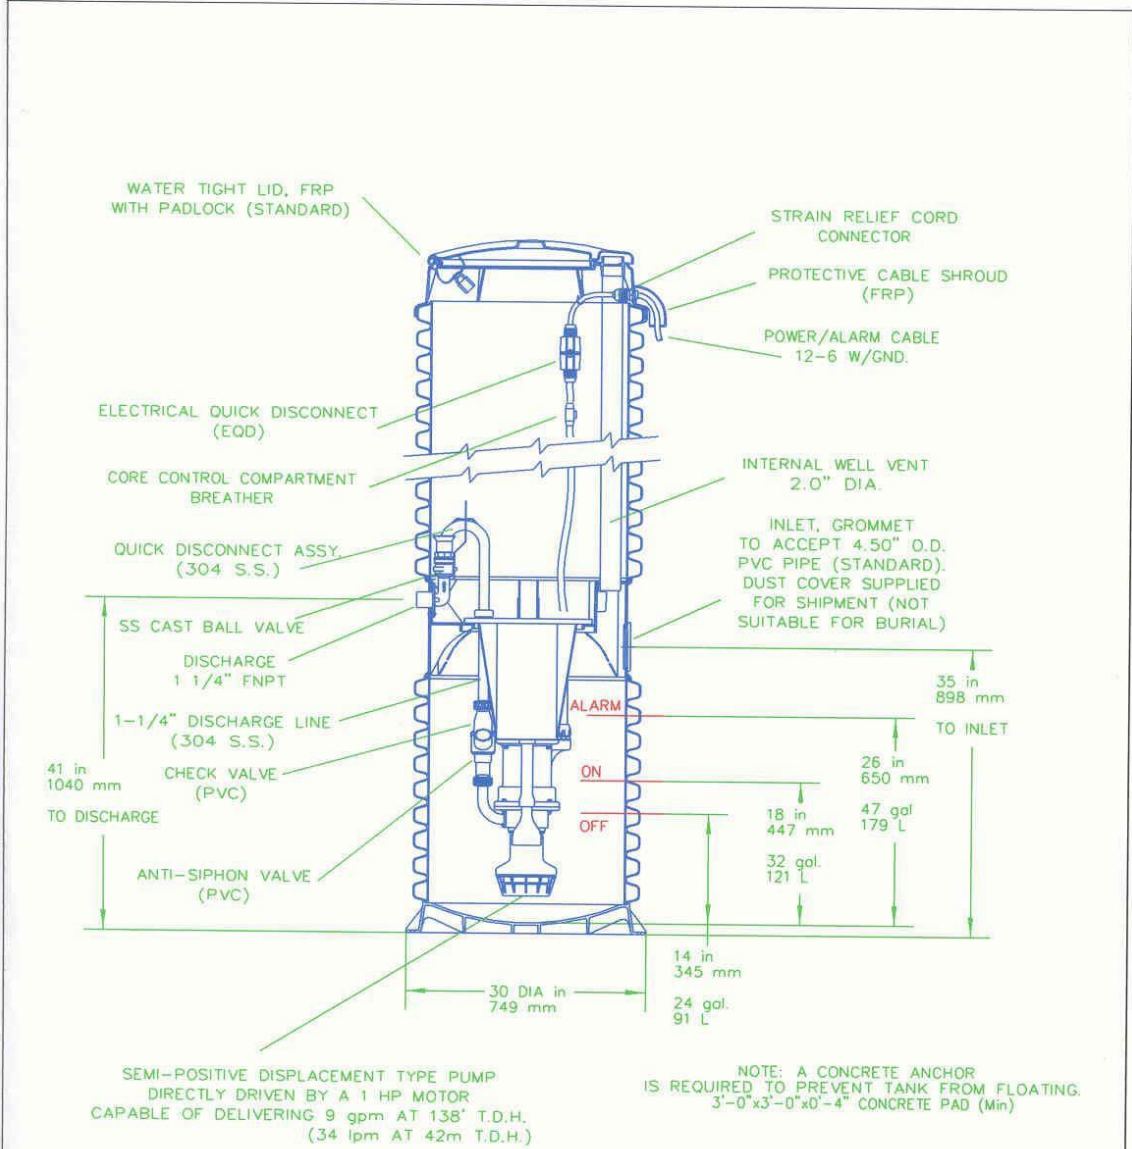 WATER TIGHT LID, FRP
WITH PADLOCK (STANDARD)
STRAIN RELIEF CORD
CONNECTOR
PROTECTIVE CABLE SHROUD
(FRP)
POWER/ALARM CABLE
12-6 W/GND.
ELECTRICAL QUICK DISCONNECT
(EQD)
CORE CONTROL COMPARTMENT
BREATHER
INTERNAL WELL VENT
2.0" DIA.
QUICK DISCONNECT ASSY.
(304 S.S.)
INLET, GROMMET
TO ACCEPT 4.50" O.D.
PVC PIPE (STANDARD).
DUST COVER SUPPLIED
FOR SHIPMENT (NOT
SUITABLE FOR BURIAL)
SS CAST BALL VALVE
DISCHARGE
1 1/4" FNPT
1-1/4" DISCHARGE LINE
(304 S.S.)
CHECK VALVE
(PVC)
ANTI-SIPHON VALVE
(PVC)
41 in
1040 mm
TO DISCHARGE
ALARM
ON
OFF
35 in
898 mm
TO INLET
26 in
650 mm
47 gal
179 L
18 in
447 mm
32 gal.
121 L
14 in
345 mm
24 gal.
91 L
30 DIA in
749 mm
SEMI-POSITIVE DISPLACEMENT TYPE PUMP
DIRECTLY DRIVEN BY A 1 HP MOTOR
CAPABLE OF DELIVERING 9 gpm AT 138' T.D.H.
(34 lpm AT 42m T.D.H.)
NOTE: A CONCRETE ANCHOR
IS REQUIRED TO PREVENT TANK FROM FLOATING.
3'-0"x3'-0"x0'-4" CONCRETE PAD (Min)